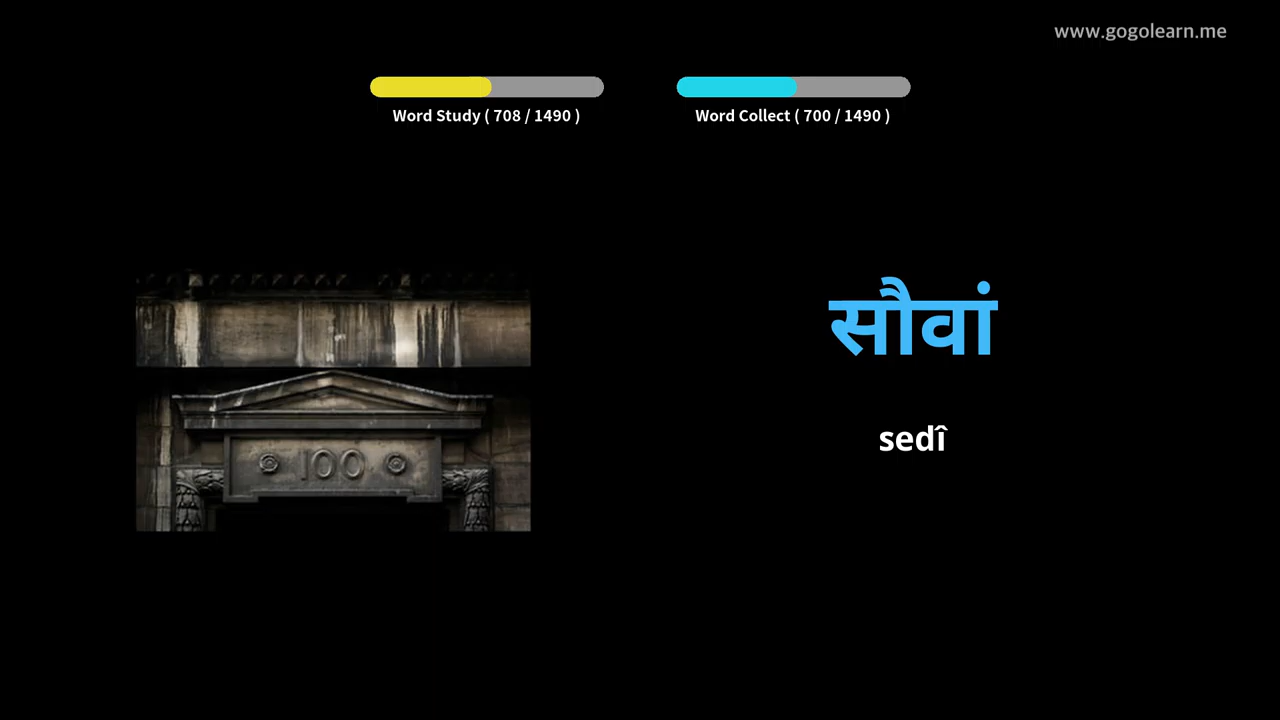 www.gogolearn.me
Word Study ( 708 / 1490 )
Word Collect ( 700 / 1490 )
सौवां
sedî
100